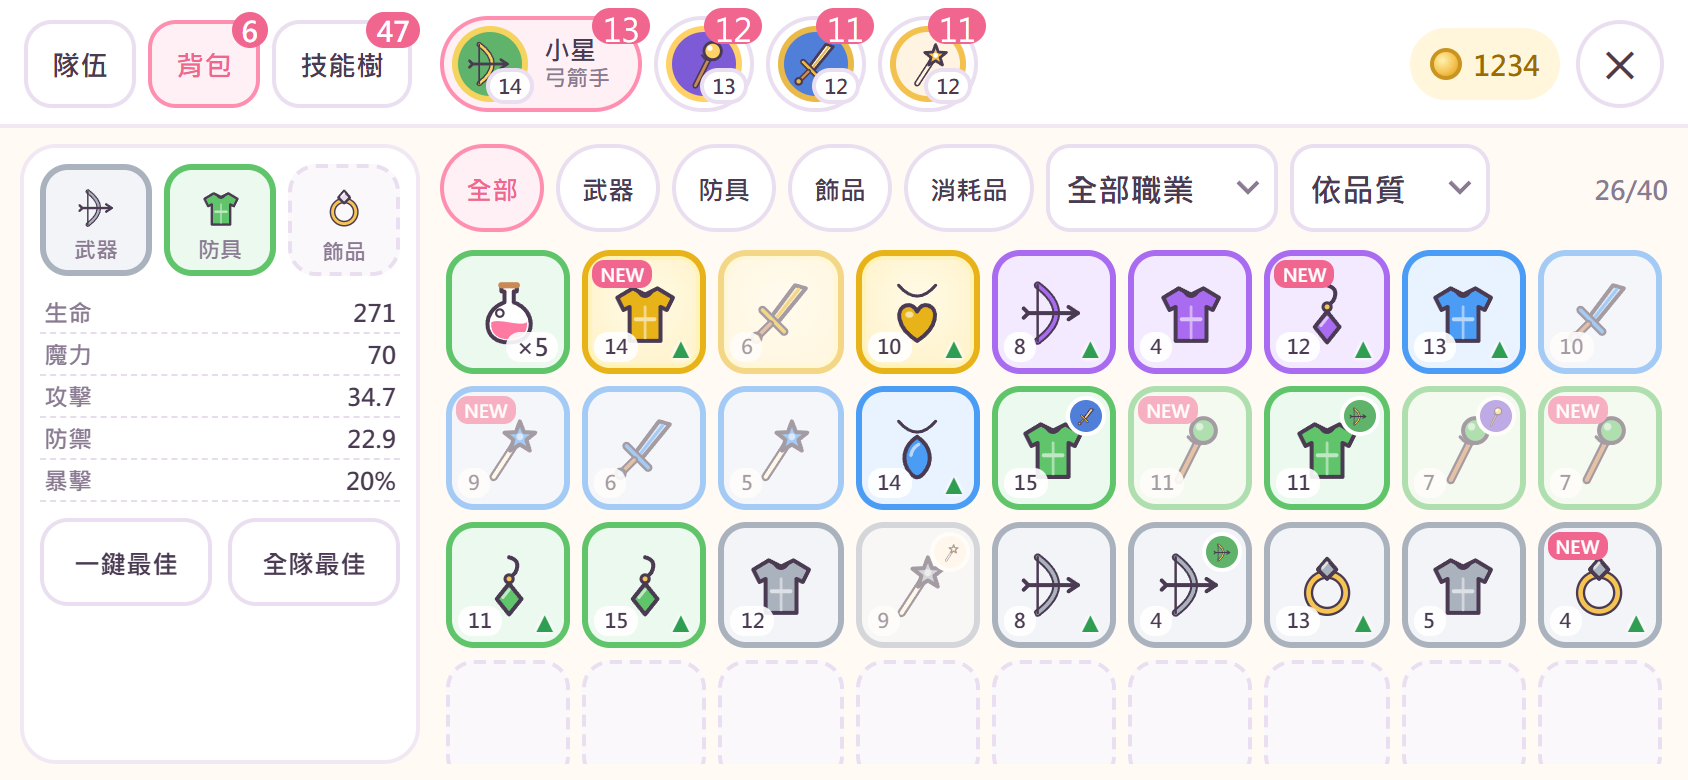 隊伍
背包
6
技能樹
47
小星
弓箭手
14
13
13
12
12
11
12
11
1234
武器
防具
飾品
生命 271
魔力 70
攻擊 34.7
防禦 22.9
暴擊 20%
一鍵最佳
全隊最佳
全部
武器
防具
飾品
消耗品
全部職業
依品質
26/40
×5
NEW
14
6
10
8
4
NEW
12
13
10
NEW
9
6
5
14
15
NEW
11
11
7
NEW
7
11
15
12
9
8
4
13
5
NEW
4